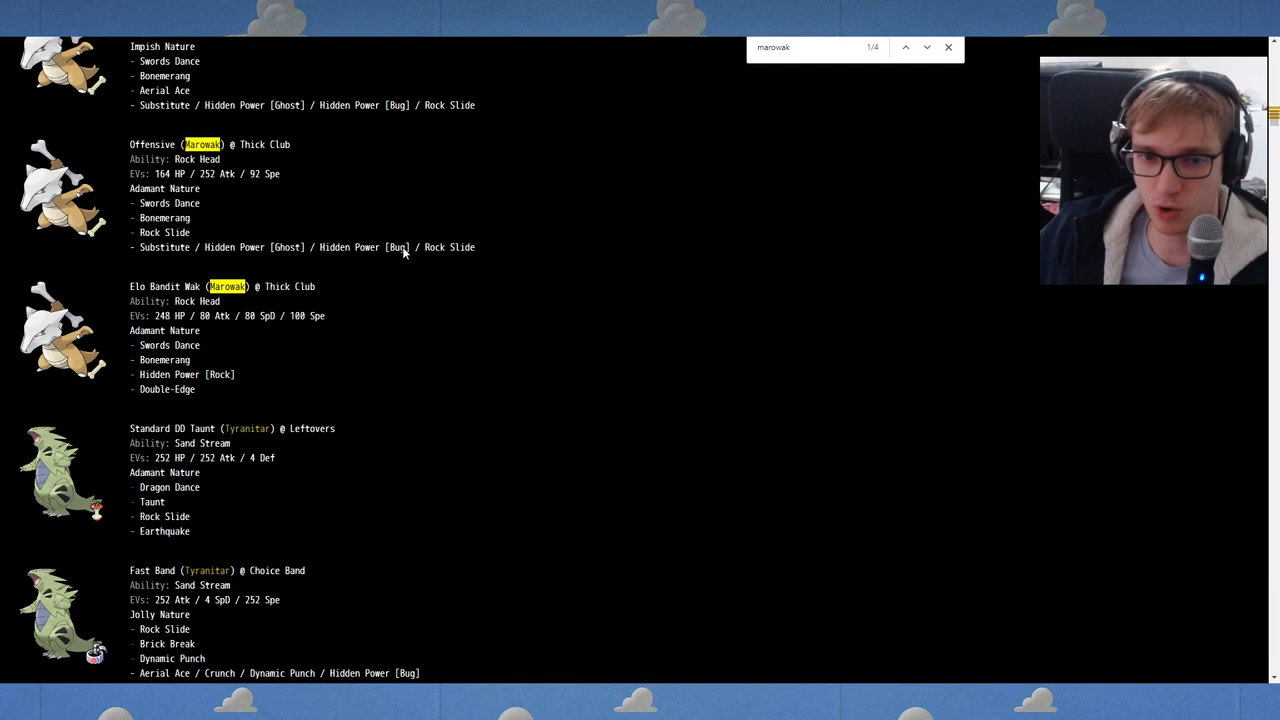 marowak 1/4
Impish Nature
- Swords Dance
- Bonemerang
- Aerial Ace
- Substitute / Hidden Power [Ghost] / Hidden Power [Bug] / Rock Slide
Offensive (Marowak) @ Thick Club
Ability: Rock Head
EVs: 164 HP / 252 Atk / 92 Spe
Adamant Nature
- Swords Dance
- Bonemerang
- Rock Slide
- Substitute / Hidden Power [Ghost] / Hidden Power [Bug] / Rock Slide
Elo Bandit Wak (Marowak) @ Thick Club
Ability: Rock Head
EVs: 248 HP / 80 Atk / 80 SpD / 100 Spe
Adamant Nature
- Swords Dance
- Bonemerang
- Hidden Power [Rock]
- Double-Edge
Standard DD Taunt (Tyranitar) @ Leftovers
Ability: Sand Stream
EVs: 252 HP / 252 Atk / 4 Def
Adamant Nature
- Dragon Dance
- Taunt
- Rock Slide
- Earthquake
Fast Band (Tyranitar) @ Choice Band
Ability: Sand Stream
EVs: 252 Atk / 4 SpD / 252 Spe
Jolly Nature
- Rock Slide
- Brick Break
- Dynamic Punch
- Aerial Ace / Crunch / Dynamic Punch / Hidden Power [Bug]